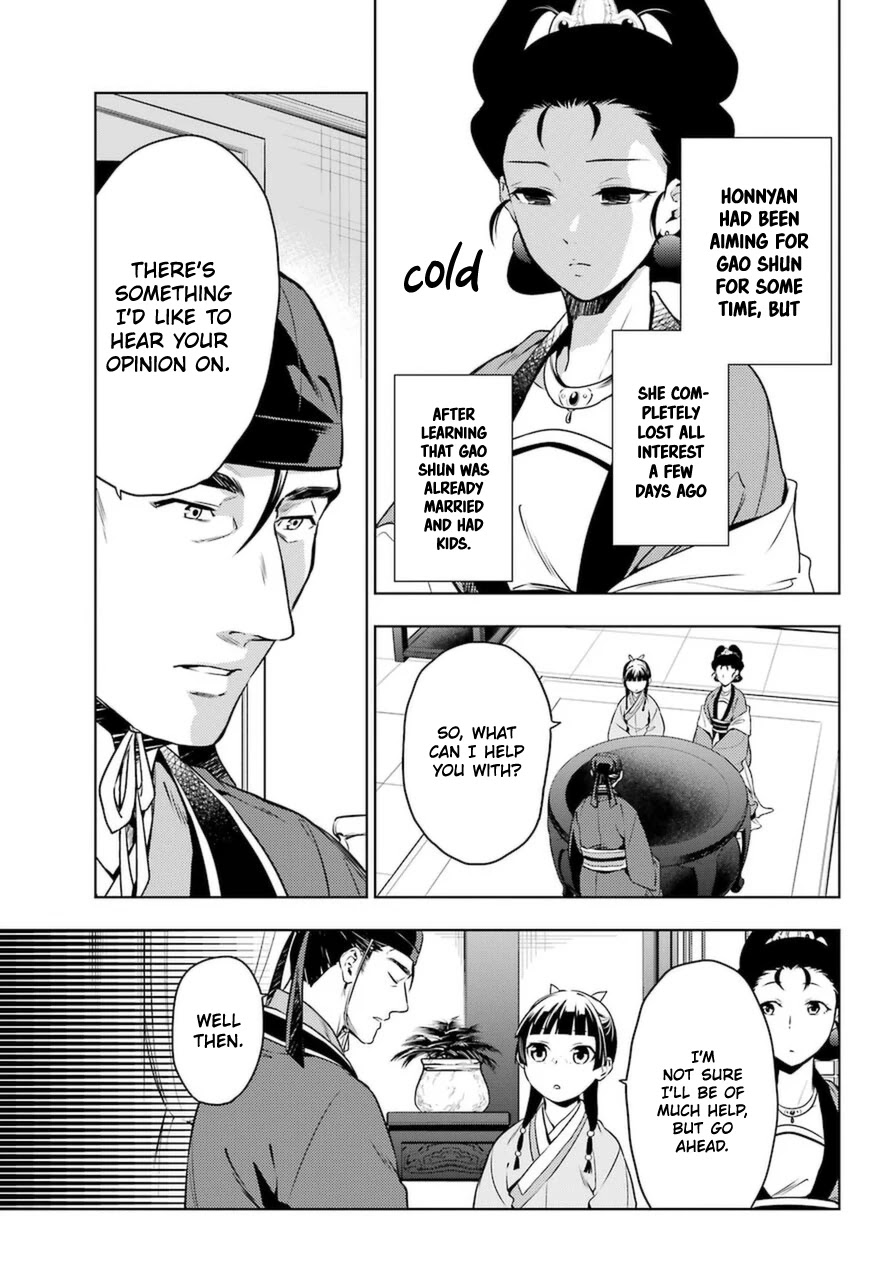 HONNYAN
HAD BEEN
AIMING FOR
GAO SHUN
FOR SOME
TIME, BUT
cold
SHE COM-
PLETELY
LOST ALL
INTEREST
A FEW
DAYS AGO
AFTER
LEARNING
THAT GAO
SHUN WAS
ALREADY
MARRIED
AND HAD
KIDS.
SO, WHAT
CAN I HELP
YOU WITH?
THERE'S
SOMETHING
I'D LIKE TO
HEAR YOUR
OPINION ON.
I'M
NOT SURE
I'LL BE OF
MUCH HELP,
BUT GO
AHEAD.
WELL
THEN.